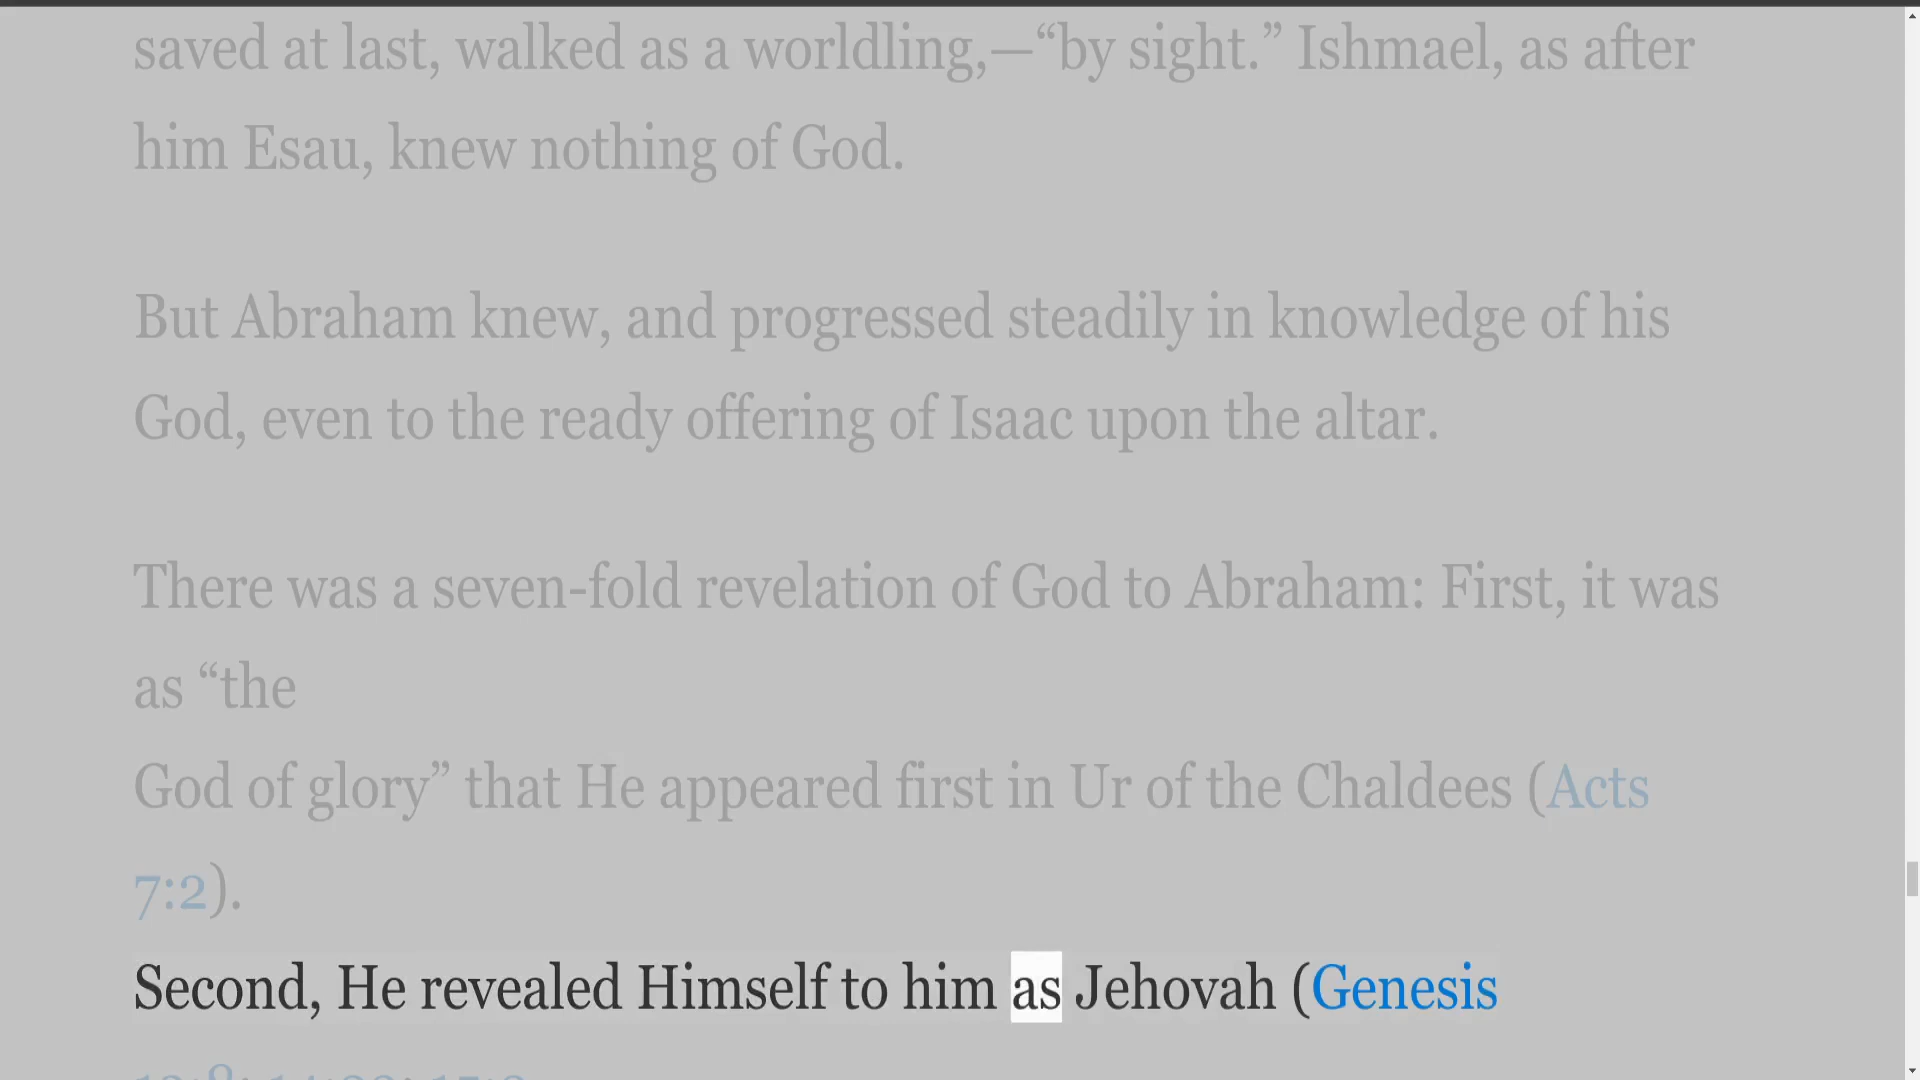 saved at last, walked as a worldling,—“by sight.” Ishmael, as after
him Esau, knew nothing of God.
But Abraham knew, and progressed steadily in knowledge of his
God, even to the ready offering of Isaac upon the altar.
There was a seven-fold revelation of God to Abraham: First, it was
as “the
God of glory” that He appeared first in Ur of the Chaldees (Acts
7:2).
Second, He revealed Himself to him as Jehovah (Genesis